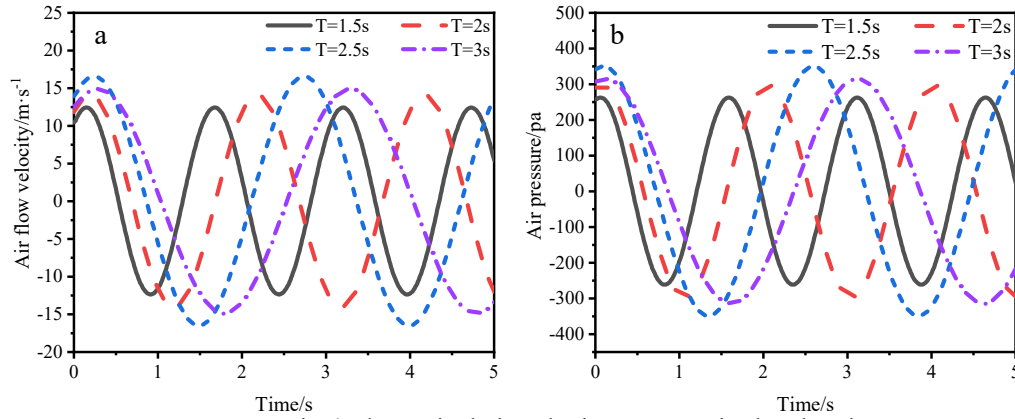 a
T=1.5s
T=2s
T=2.5s
T=3s
Air flow velocity/m·s⁻¹
20
15
10
5
0
-5
-10
-15
-20
0 1 2 3 4 5
Time/s
b
T=1.5s
T=2s
T=2.5s
T=3s
Air pressure/pa
500
400
300
200
100
0
-100
-200
-300
-400
0 1 2 3 4 5
Time/s